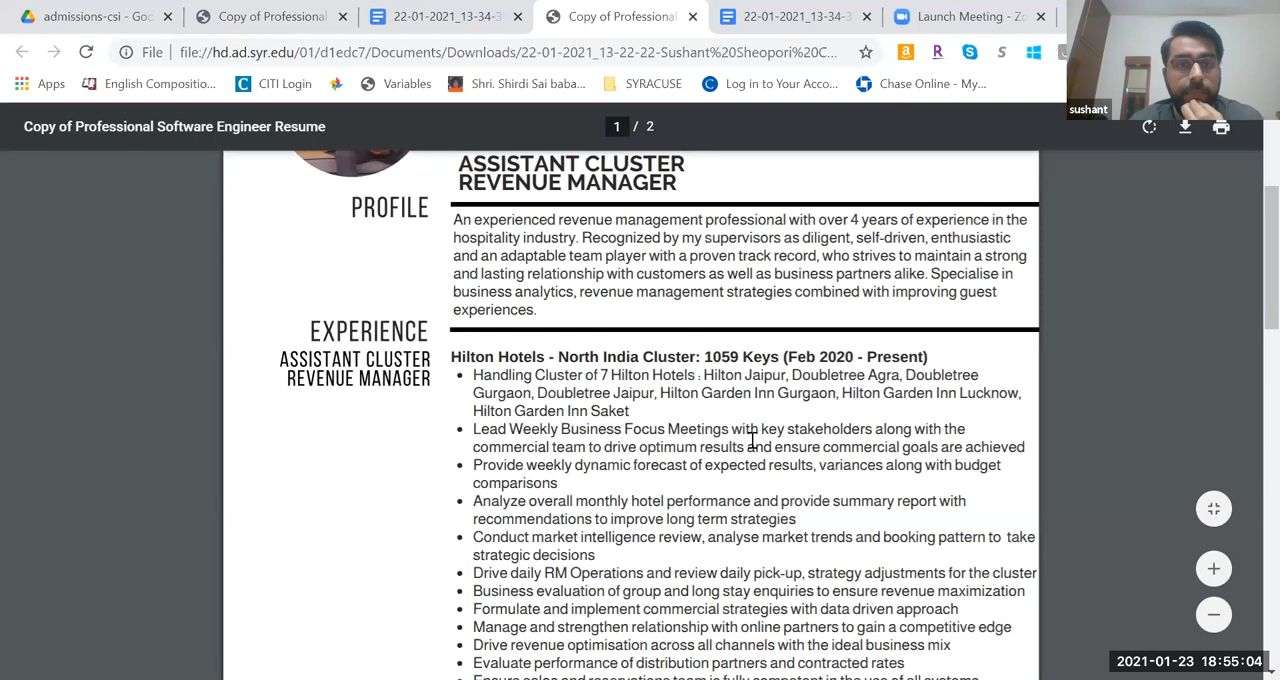 admissions-csi - Goo
Copy of Professional
22-01-2021_13-34-3
Copy of Professional
22-01-2021_13-34-3
Launch Meeting - Zo
File
file://hd.ad.syr.edu/01/d1edc7/Documents/Downloads/22-01-2021_13-22-22-Sushant%20Sheopori%20C...
Apps
English Compositio...
CITI Login
Variables
Shri. Shirdi Sai baba...
SYRACUSE
Log in to Your Acco...
Chase Online - My...
sushant
Copy of Professional Software Engineer Resume
1 / 2
ASSISTANT CLUSTER
REVENUE MANAGER
PROFILE
An experienced revenue management professional with over 4 years of experience in the
hospitality industry. Recognized by my supervisors as diligent, self-driven, enthusiastic
and an adaptable team player with a proven track record, who strives to maintain a strong
and lasting relationship with customers as well as business partners alike. Specialise in
business analytics, revenue management strategies combined with improving guest
experiences.
EXPERIENCE
ASSISTANT CLUSTER
REVENUE MANAGER
Hilton Hotels - North India Cluster: 1059 Keys (Feb 2020 - Present)
Handling Cluster of 7 Hilton Hotels : Hilton Jaipur, Doubletree Agra, Doubletree
Gurgaon, Doubletree Jaipur, Hilton Garden Inn Gurgaon, Hilton Garden Inn Lucknow,
Hilton Garden Inn Saket
Lead Weekly Business Focus Meetings with key stakeholders along with the
commercial team to drive optimum results and ensure commercial goals are achieved
Provide weekly dynamic forecast of expected results, variances along with budget
comparisons
Analyze overall monthly hotel performance and provide summary report with
recommendations to improve long term strategies
Conduct market intelligence review, analyse market trends and booking pattern to take
strategic decisions
Drive daily RM Operations and review daily pick-up, strategy adjustments for the cluster
Business evaluation of group and long stay enquiries to ensure revenue maximization
Formulate and implement commercial strategies with data driven approach
Manage and strengthen relationship with online partners to gain a competitive edge
Drive revenue optimisation across all channels with the ideal business mix
Evaluate performance of distribution partners and contracted rates
Ensure sales and reservations team is fully competent in the use of all systems
2021-01-23 18:55:04